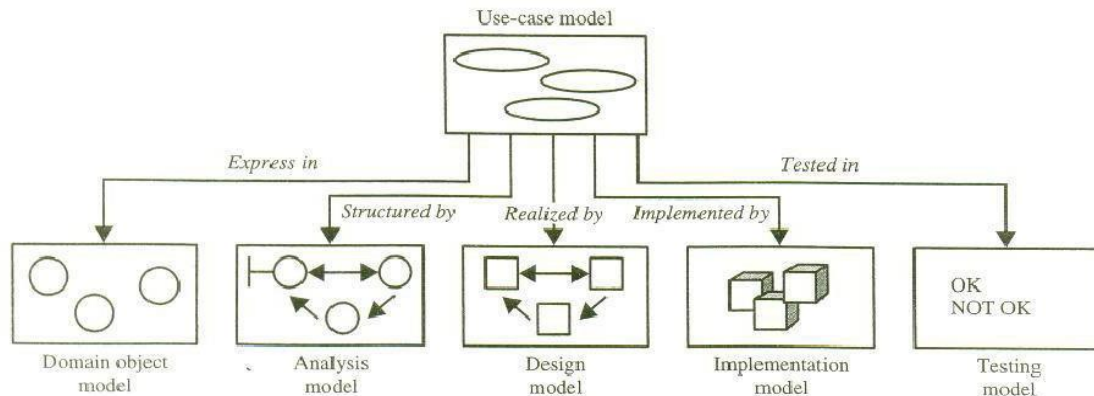 Use-case model
Express in
Tested in
Structured by
Realized by
Implemented by
OK
NOT OK
Domain object
model
Analysis
model
Design
model
Implementation
model
Testing
model